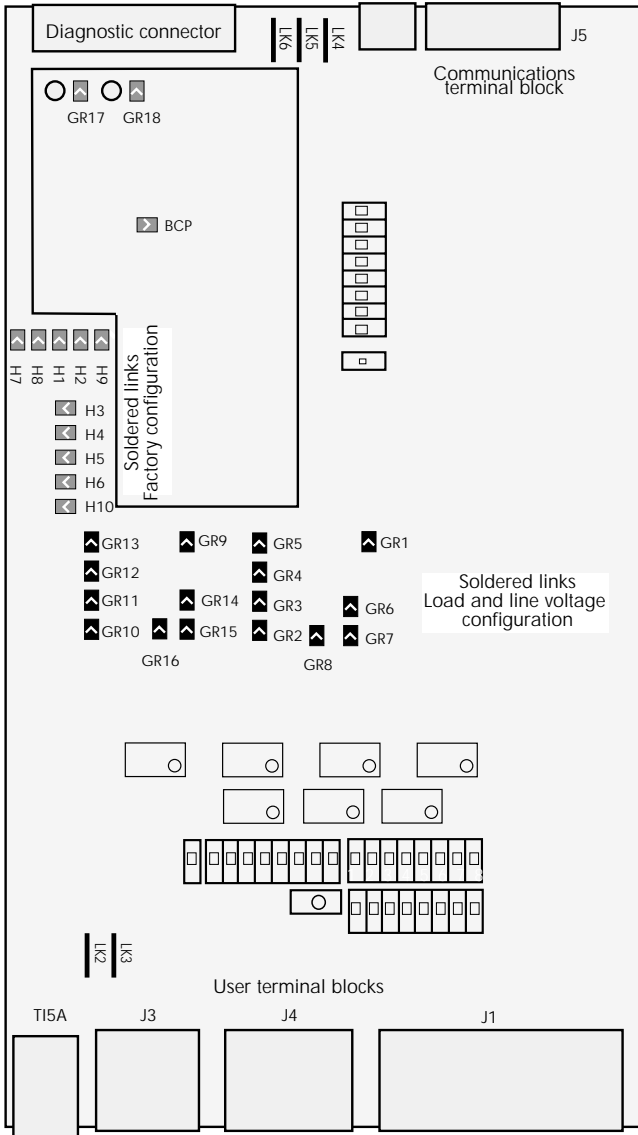 Diagnostic connector
LK6
LK5
LK4
J5
Communications
terminal block
GR17
GR18
BCP
H7
H8
H1
H2
H9
Soldered links
Factory configuration
H3
H4
H5
H6
H10
GR13
GR9
GR5
GR1
GR12
GR4
GR11
GR14
GR3
GR6
GR10
GR15
GR2
GR7
GR16
GR8
Soldered links
Load and line voltage
configuration
LK2
LK3
User terminal blocks
TI5A
J3
J4
J1